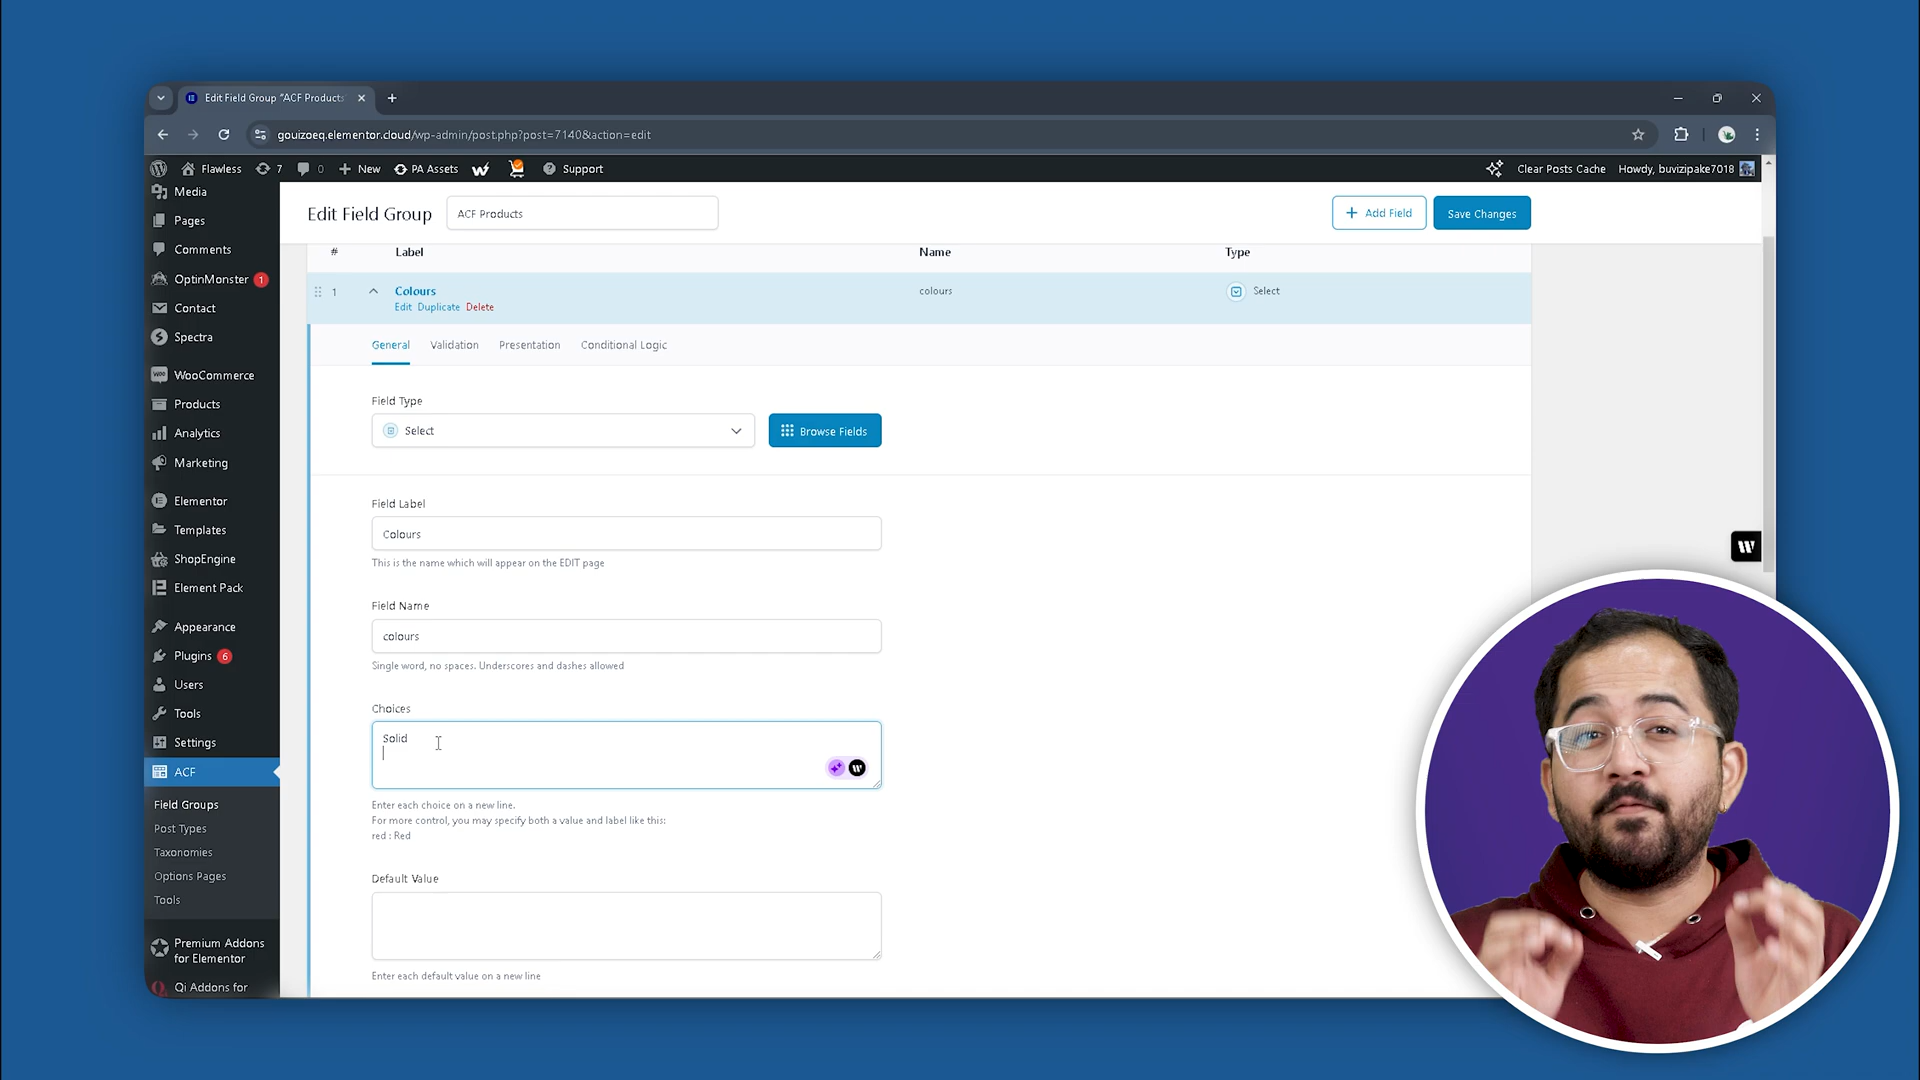 Edit Field Group "ACF Products"
gouizoeq.elementor.cloud/wp-admin/post.php?post=7140&action=edit
Flawless
7
0
New
PA Assets
Support
Clear Posts Cache
Howdy, buvizipake7018
Media
Pages
Comments
OptinMonster 1
Contact
Spectra
WooCommerce
Products
Analytics
Marketing
Elementor
Templates
ShopEngine
Element Pack
Appearance
Plugins 6
Users
Tools
Settings
ACF
Field Groups
Post Types
Taxonomies
Options Pages
Tools
Premium Addons
for Elementor
Qi Addons for
Edit Field Group
ACF Products
+ Add Field
Save Changes
# Label Name Type
1 Colours colours Select
Edit Duplicate Delete
General Validation Presentation Conditional Logic
Field Type
Select
Browse Fields
Field Label
Colours
This is the name which will appear on the EDIT page
Field Name
colours
Single word, no spaces. Underscores and dashes allowed
Choices
Solid
Enter each choice on a new line.
For more control, you may specify both a value and label like this:
red : Red
Default Value
Enter each default value on a new line